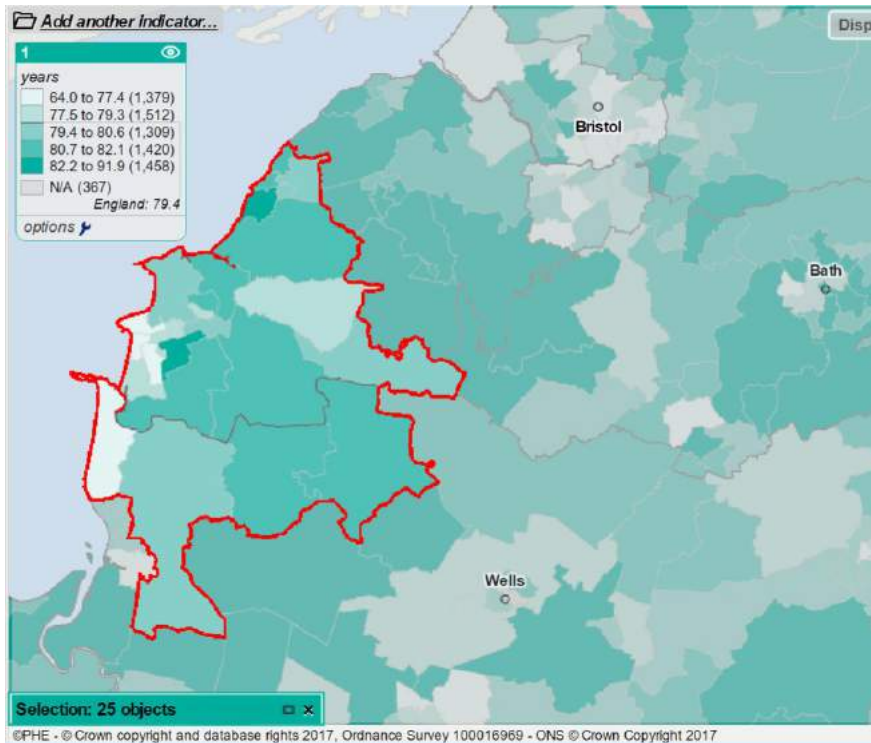 Add another indicator...
Disp
1
years
64.0 to 77.4 (1,379)
77.5 to 79.3 (1,512)
79.4 to 80.6 (1,309)
80.7 to 82.1 (1,420)
82.2 to 91.9 (1,458)
N/A (367)
England: 79.4
options
Bristol
Bath
Wells
Selection: 25 objects
©PHE - © Crown copyright and database rights 2017, Ordnance Survey 100016969 - ONS © Crown Copyright 2017